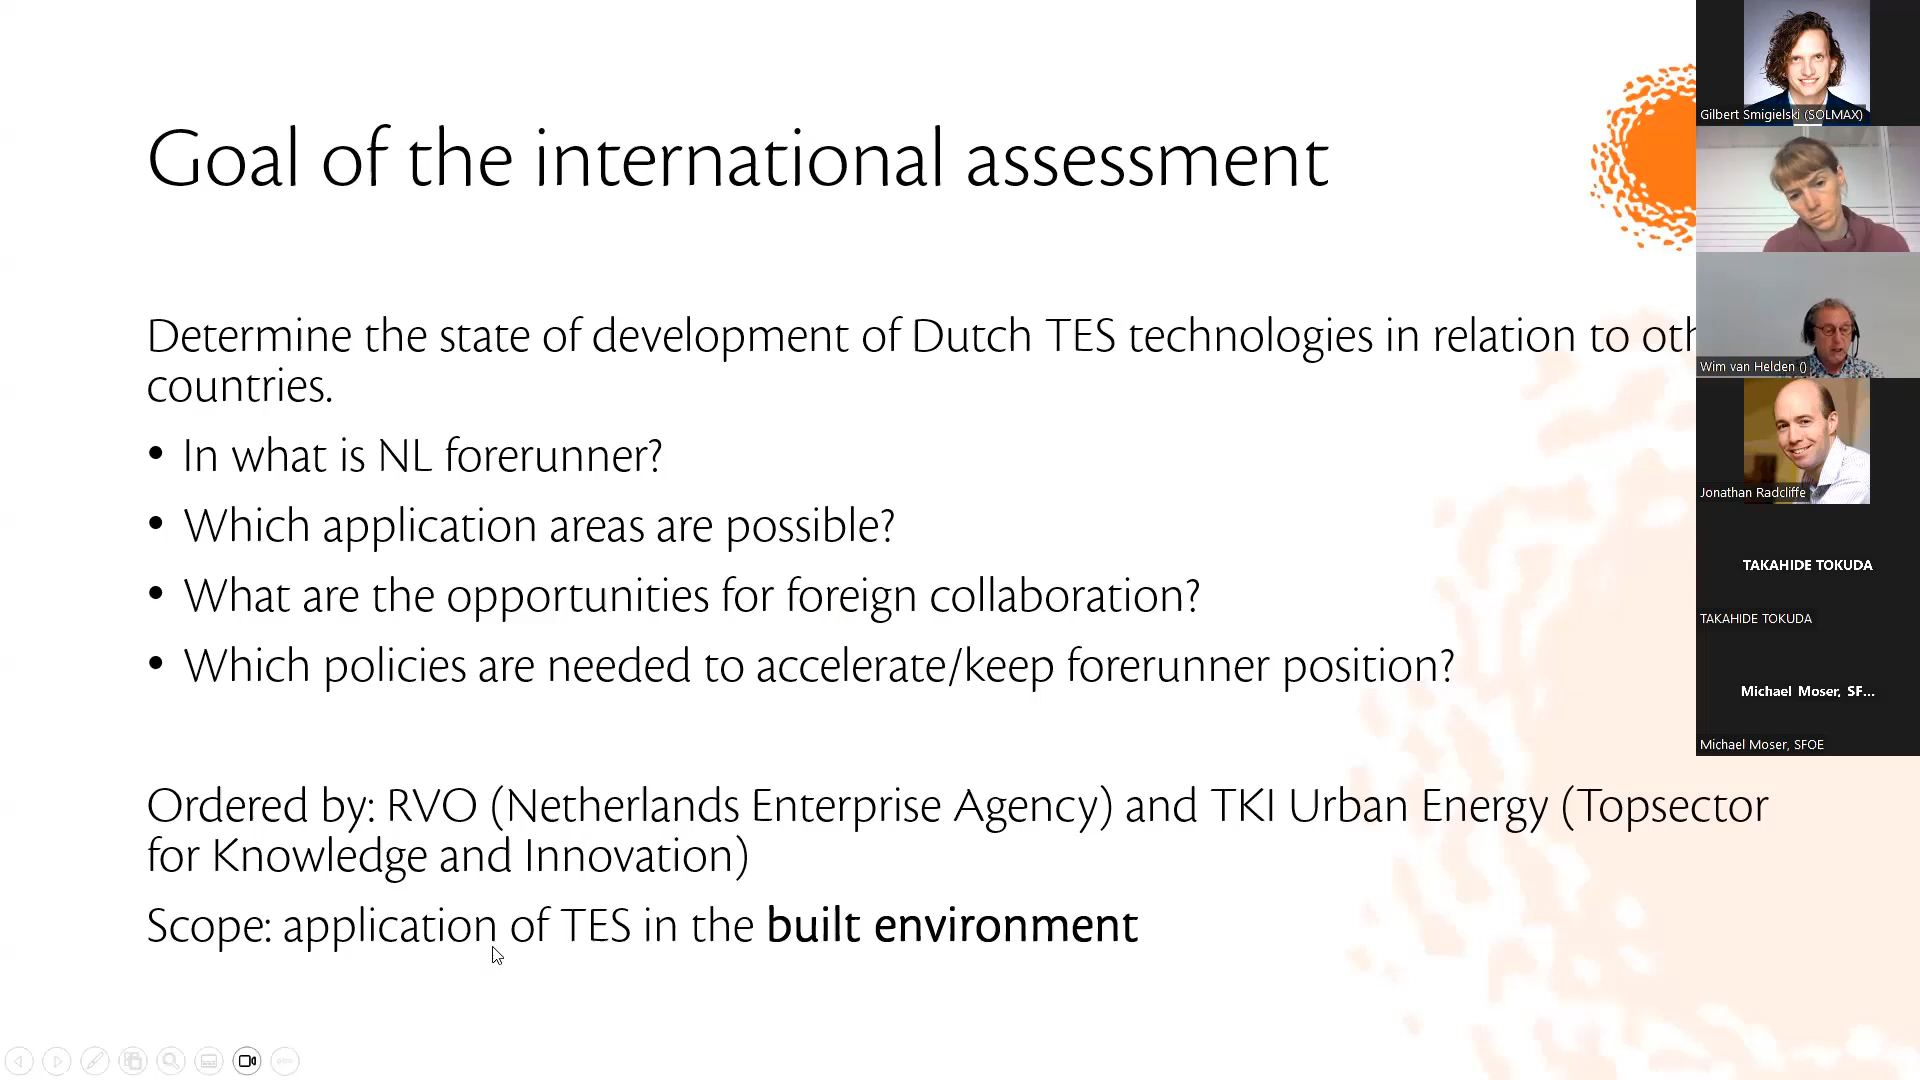 Goal of the international assessment
Determine the state of development of Dutch TES technologies in relation to
countries.
• In what is NL forerunner?
• Which application areas are possible?
• What are the opportunities for foreign collaboration?
• Which policies are needed to accelerate/keep forerunner position?
Ordered by: RVO (Netherlands Enterprise Agency) and TKI Urban Energy (Topsector
for Knowledge and Innovation)
Scope: application of TES in the built environment
Gilbert Smigielski (SOLMAX)
Wim van Helden ()
Jonathan Radcliffe
TAKAHIDE TOKUDA
TAKAHIDE TOKUDA
Michael Moser, SF...
Michael Moser, SFOE